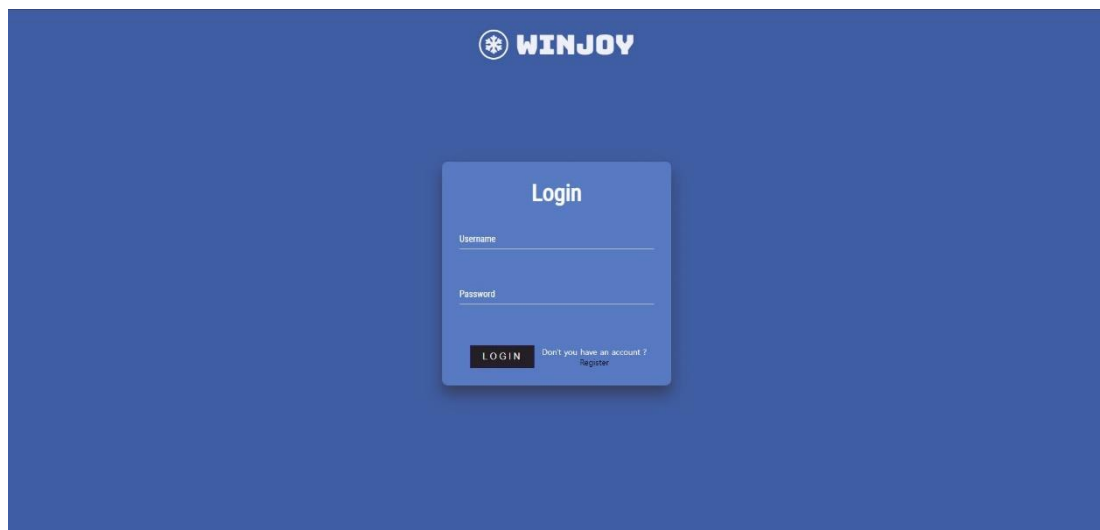 WINJOY
Login
Username
Password
LOGIN
Don't you have an account ?
Register